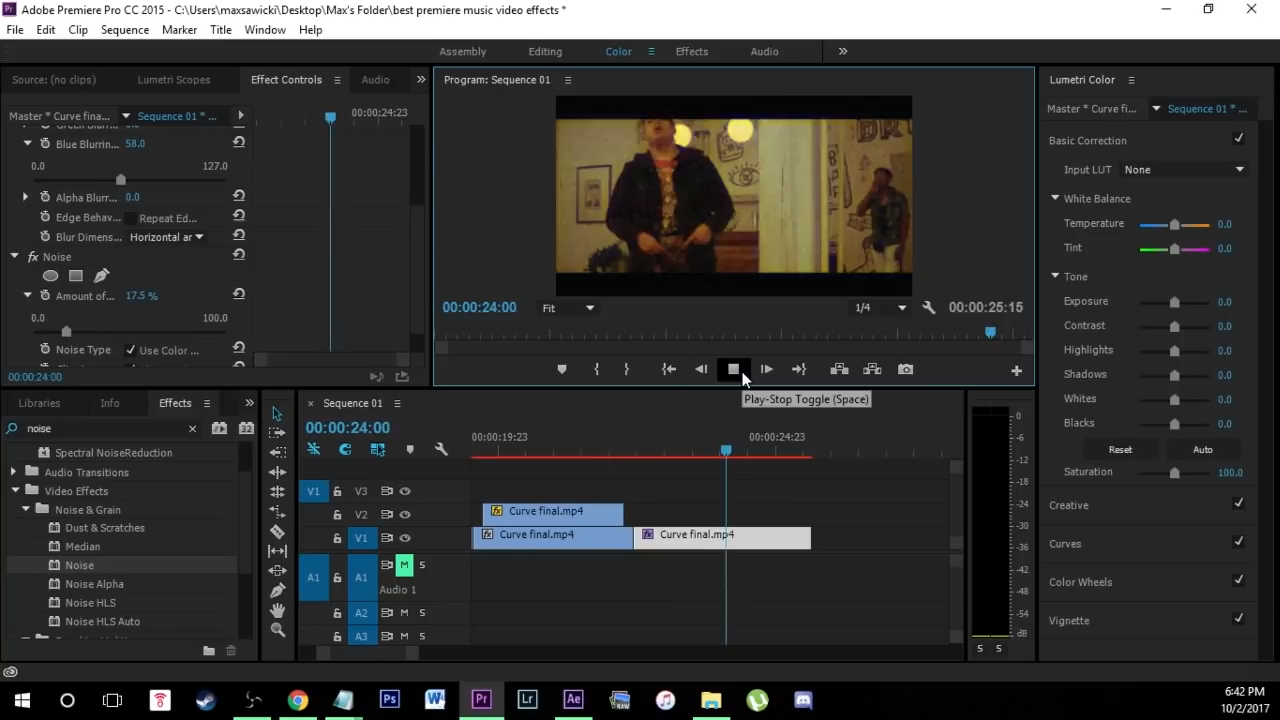 Adobe Premiere Pro CC 2015 - C:\Users\maxsawicki\Desktop\Max's Folder\best premiere music video effects *
File Edit Clip Sequence Marker Title Window Help
Assembly Editing Color Effects Audio
Source: (no clips) Lumetri Scopes Effect Controls Audio
Master * Curve fina... Sequence 01 * ... 00:00:24:23
Blue Blurrin... 58.0
0.0 127.0
Alpha Blurr... 0.0
Edge Behav... Repeat Ed...
Blur Dimens... Horizontal ar
fx Noise
Amount of... 17.5 %
0.0 100.0
Noise Type Use Color ...
00:00:24:00
Program: Sequence 01
00:00:24:00 Fit 1/4 00:00:25:15
Play-Stop Toggle (Space)
Lumetri Color
Master * Curve fi... Sequence 01 * ...
Basic Correction
Input LUT None
White Balance
Temperature 0.0
Tint 0.0
Tone
Exposure 0.0
Contrast 0.0
Highlights 0.0
Shadows 0.0
Whites 0.0
Blacks 0.0
Reset Auto
Saturation 100.0
Creative
Curves
Color Wheels
Vignette
Libraries Info Effects
noise
Spectral NoiseReduction
Audio Transitions
Video Effects
Noise & Grain
Dust & Scratches
Median
Noise
Noise Alpha
Noise HLS
Noise HLS Auto
× Sequence 01
00:00:24:00
00:00:19:23 00:00:24:23
V1 V3
V2 fx Curve final.mp4
V1 V1 fx Curve final.mp4 fx Curve final.mp4
A1 A1 M S
Audio 1
A2 M S
A3 M S
0
-6
-12
-18
-24
-30
-36
-42
-48
-54
dB
S S
Ps W Pr Lr Ae RAW
6:42 PM
10/2/2017